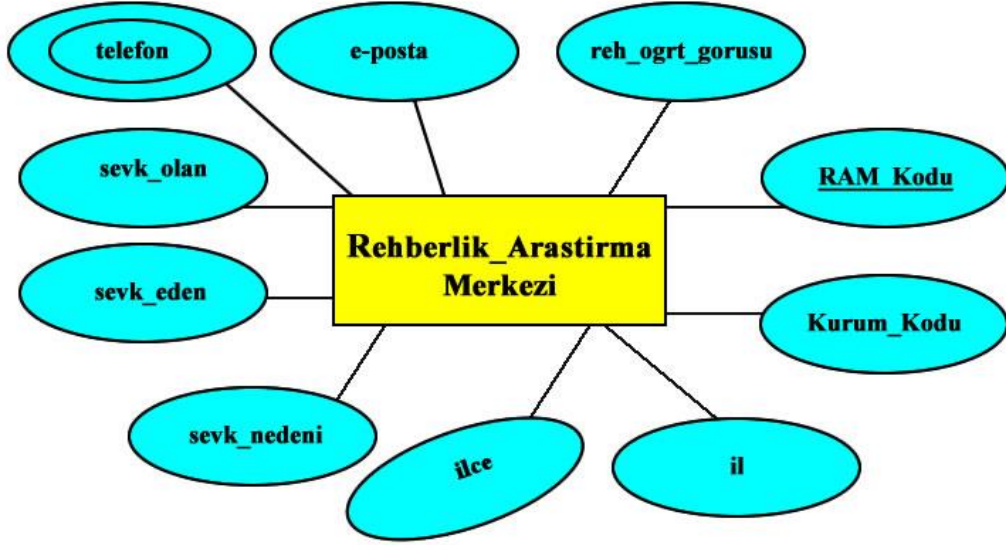 telefon
e-posta
reh_ogrt_gorusu
sevk_olan
RAM_Kodu
Rehberlik_Arastirma
Merkezi
sevk_eden
Kurum_Kodu
sevk_nedeni
ilce
il